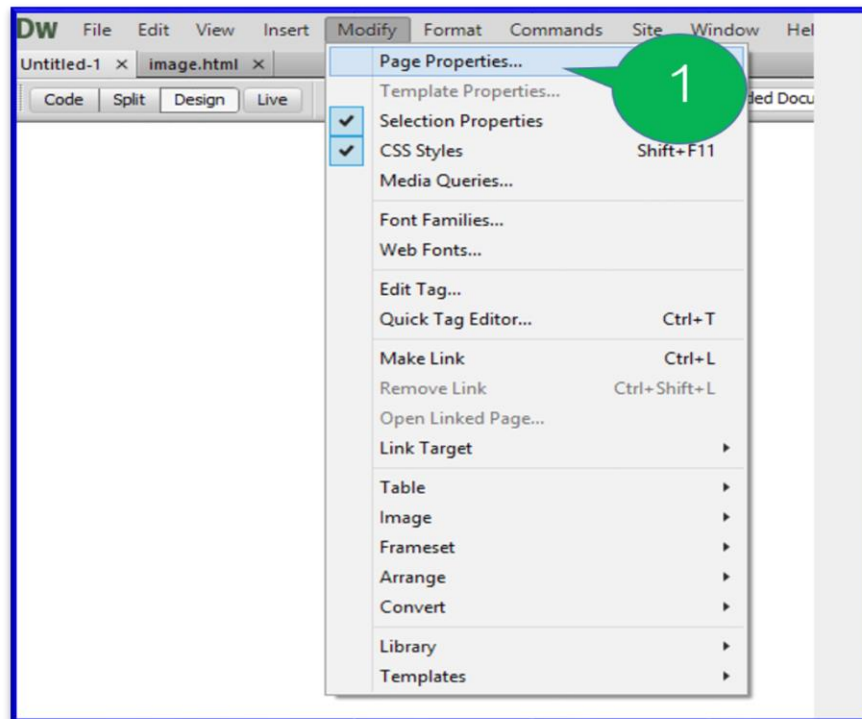 Dw File Edit View Insert Modify Format Commands Site Window Hel
Untitled-1 × image.html ×
Page Properties...
1
Code Split Design Live
Template Properties...
ded Docu
Selection Properties
CSS Styles Shift+F11
Media Queries...
Font Families...
Web Fonts...
Edit Tag...
Quick Tag Editor... Ctrl+T
Make Link Ctrl+L
Remove Link Ctrl+Shift+L
Open Linked Page...
Link Target
Table
Image
Frameset
Arrange
Convert
Library
Templates